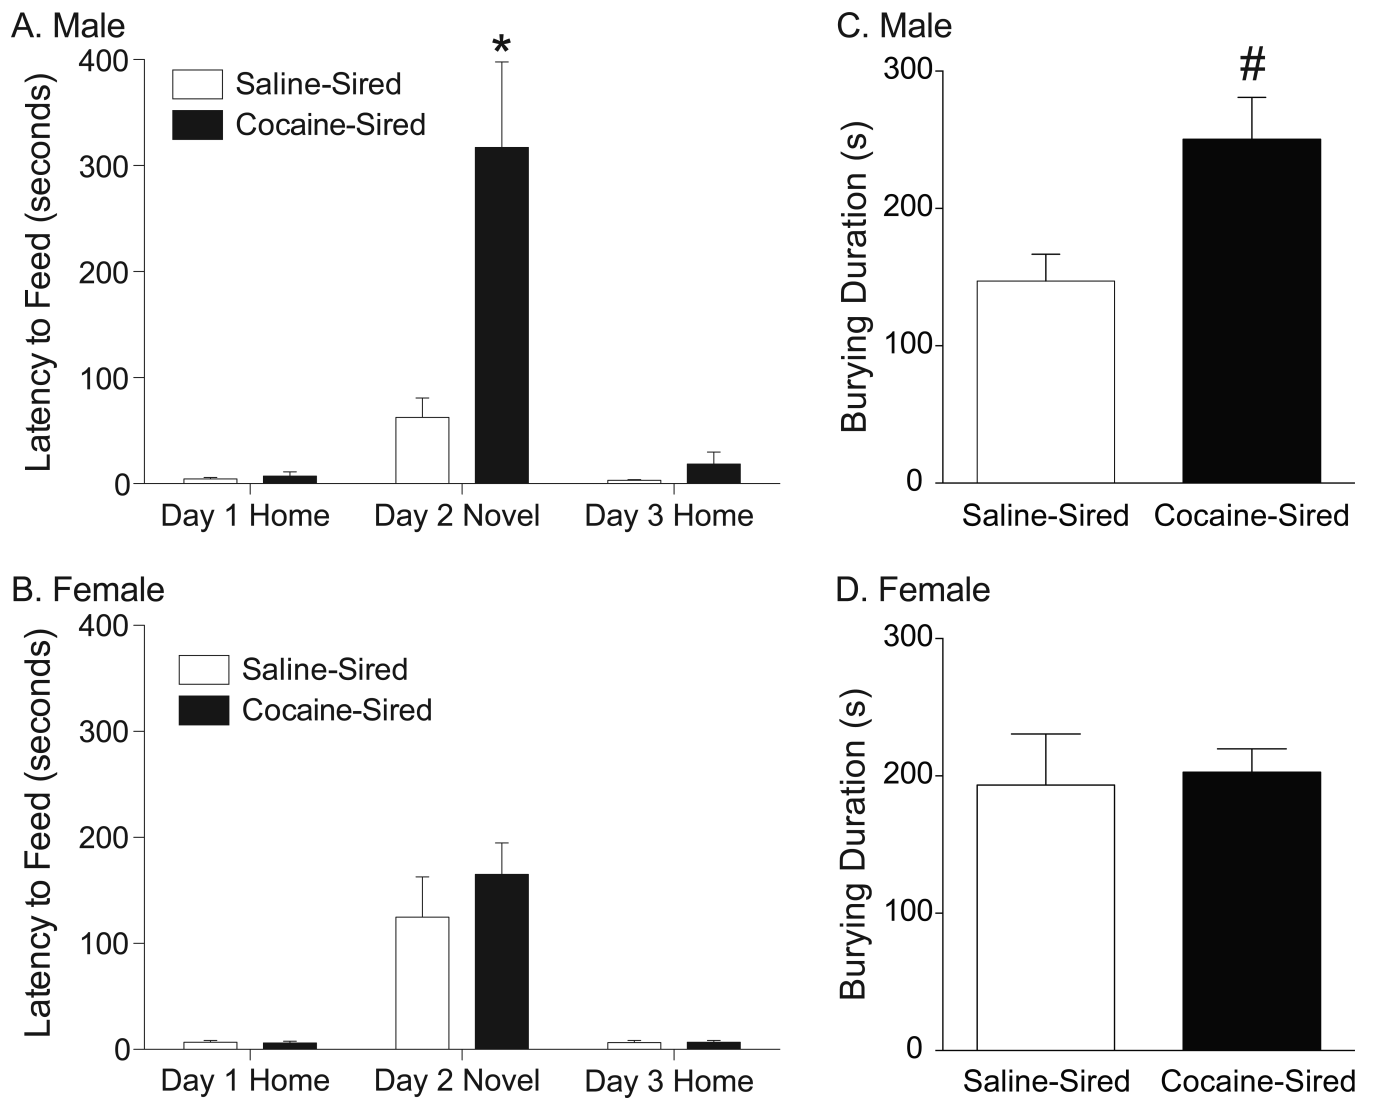 A. Male
Latency to Feed (seconds)
400
300
200
100
0
*
Saline-Sired
Cocaine-Sired
Day 1 Home
Day 2 Novel
Day 3 Home
C. Male
Burying Duration (s)
300
200
100
0
#
Saline-Sired
Cocaine-Sired
B. Female
Latency to Feed (seconds)
400
300
200
100
0
Saline-Sired
Cocaine-Sired
Day 1 Home
Day 2 Novel
Day 3 Home
D. Female
Burying Duration (s)
300
200
100
0
Saline-Sired
Cocaine-Sired